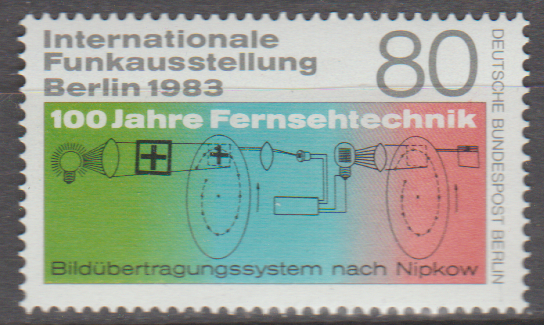 Internationale
Funkausstellung
Berlin 1983
80
DEUTSCHE BUNDESPOST BERLIN
100 Jahre Fernsehtechnik
Bildübertragungssystem nach Nipkow